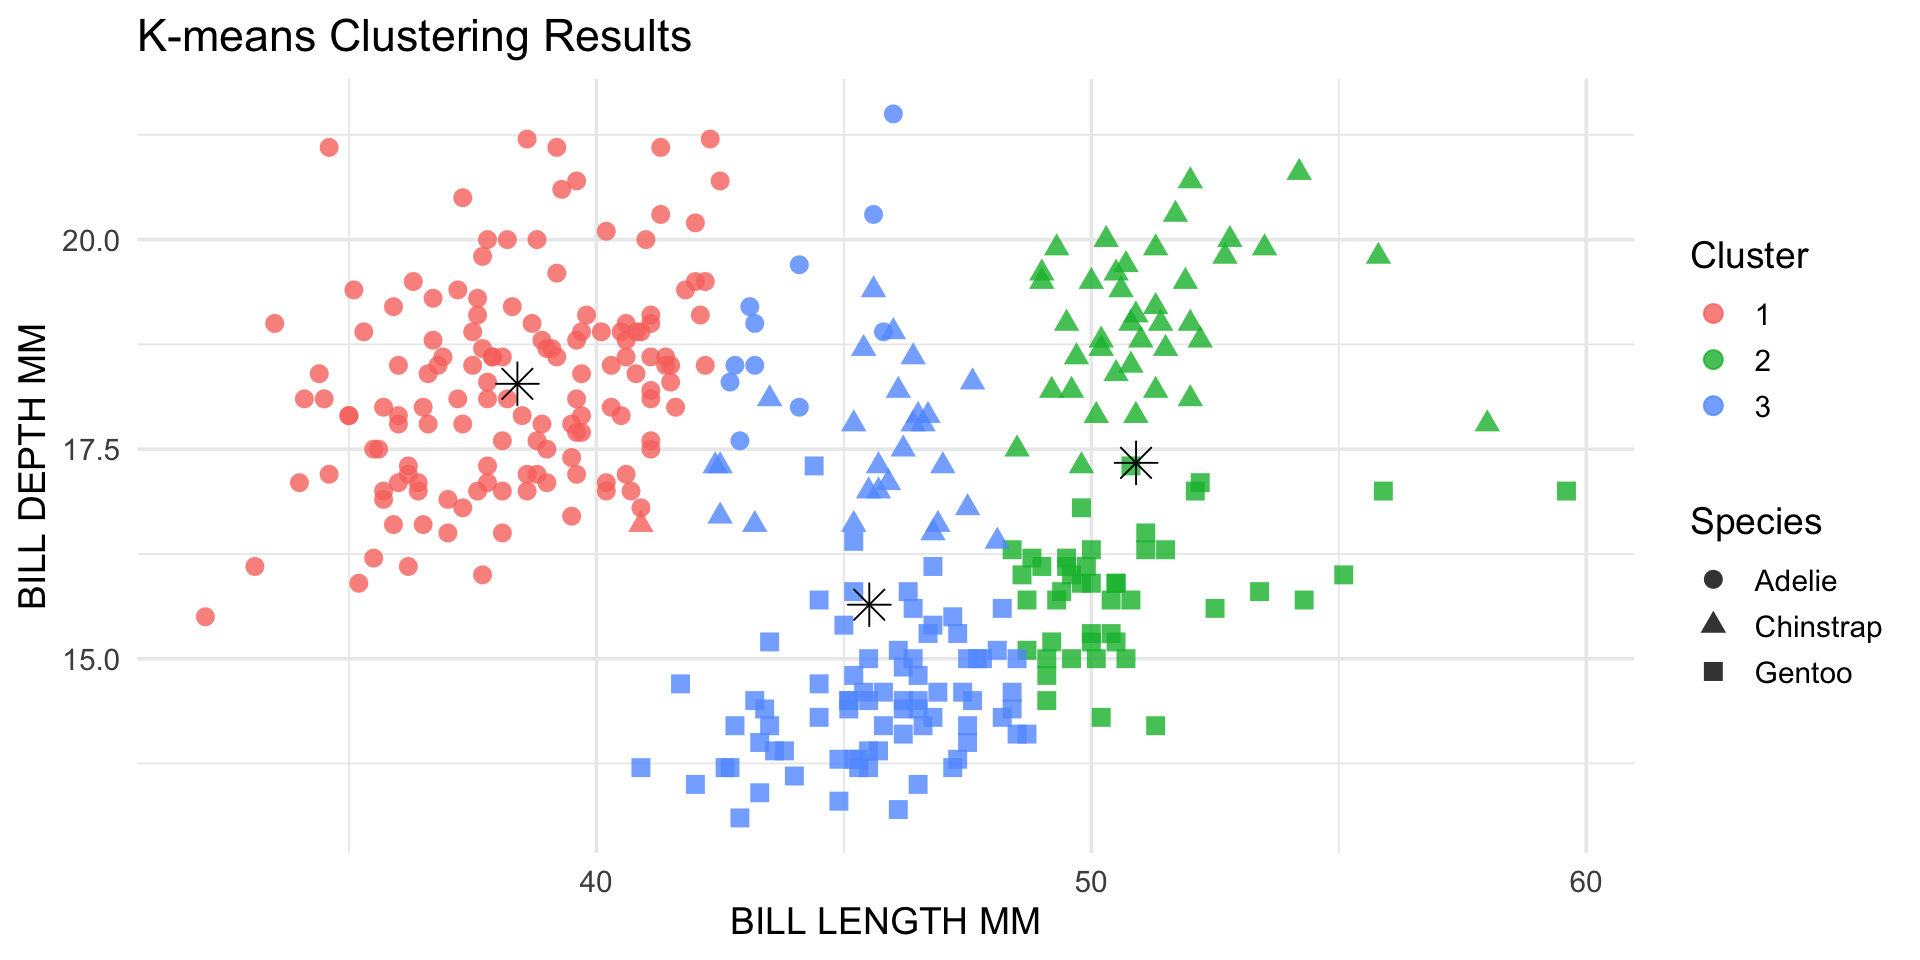 K-means Clustering Results
BILL DEPTH MM
20.0
17.5
15.0
40
50
60
BILL LENGTH MM
Cluster
1
2
3
Species
Adelie
Chinstrap
Gentoo